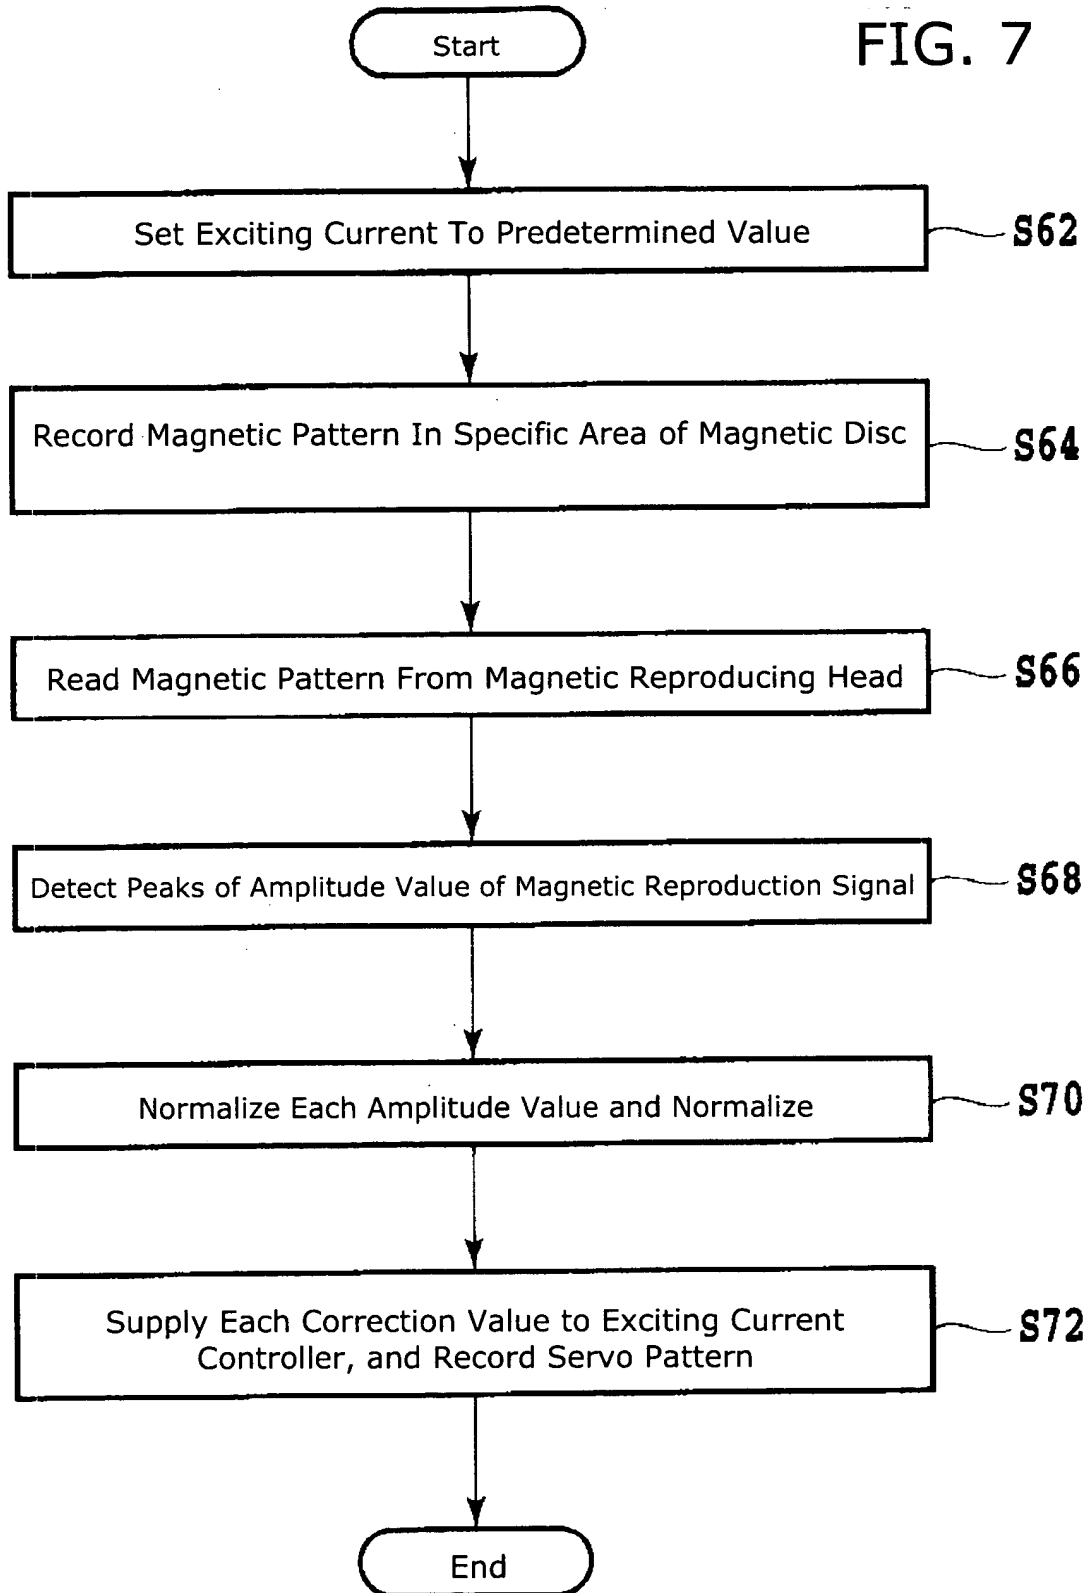 FIG. 7
Start
Set Exciting Current To Predetermined Value
S62
Record Magnetic Pattern In Specific Area of Magnetic Disc
S64
Read Magnetic Pattern From Magnetic Reproducing Head
S66
Detect Peaks of Amplitude Value of Magnetic Reproduction Signal
S68
Normalize Each Amplitude Value and Normalize
S70
Supply Each Correction Value to Exciting Current
Controller, and Record Servo Pattern
S72
End